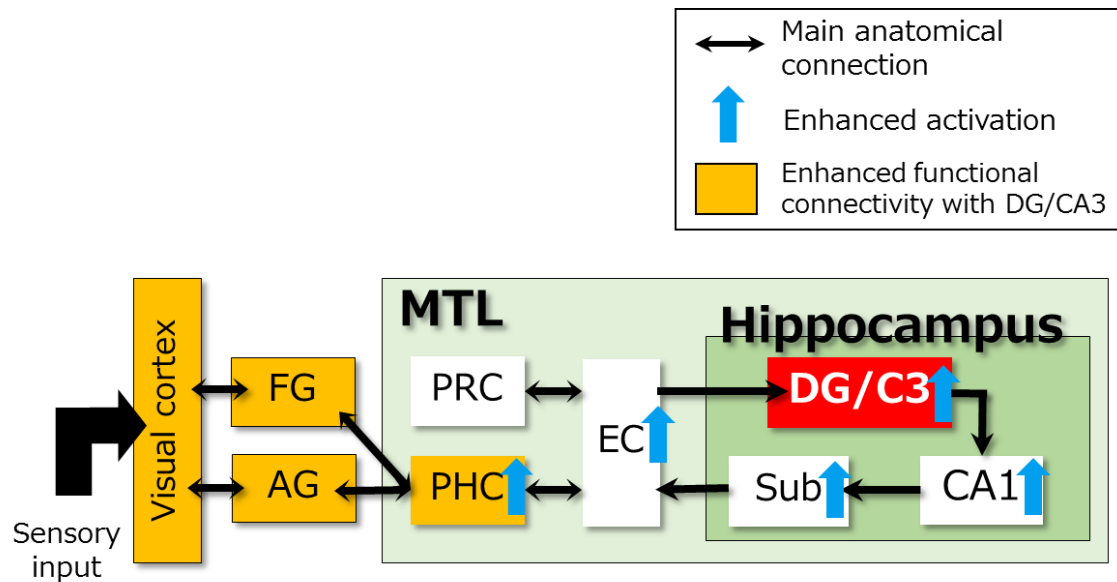 Main anatomical
connection
Enhanced activation
Enhanced functional
connectivity with DG/CA3
MTL
Hippocampus
Visual cortex
FG
PRC
DG/C3
EC
AG
PHC
Sub
CA1
Sensory
input